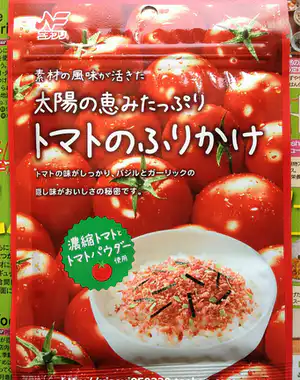 ニチフリ
素材の風味が活きた
太陽の恵みたっぷり
トマトのふりかけ
トマトの味がしっかり、バジルとガーリックの
隠し味がおいしさの秘密です。
濃縮トマトと
トマトパウダー
使用